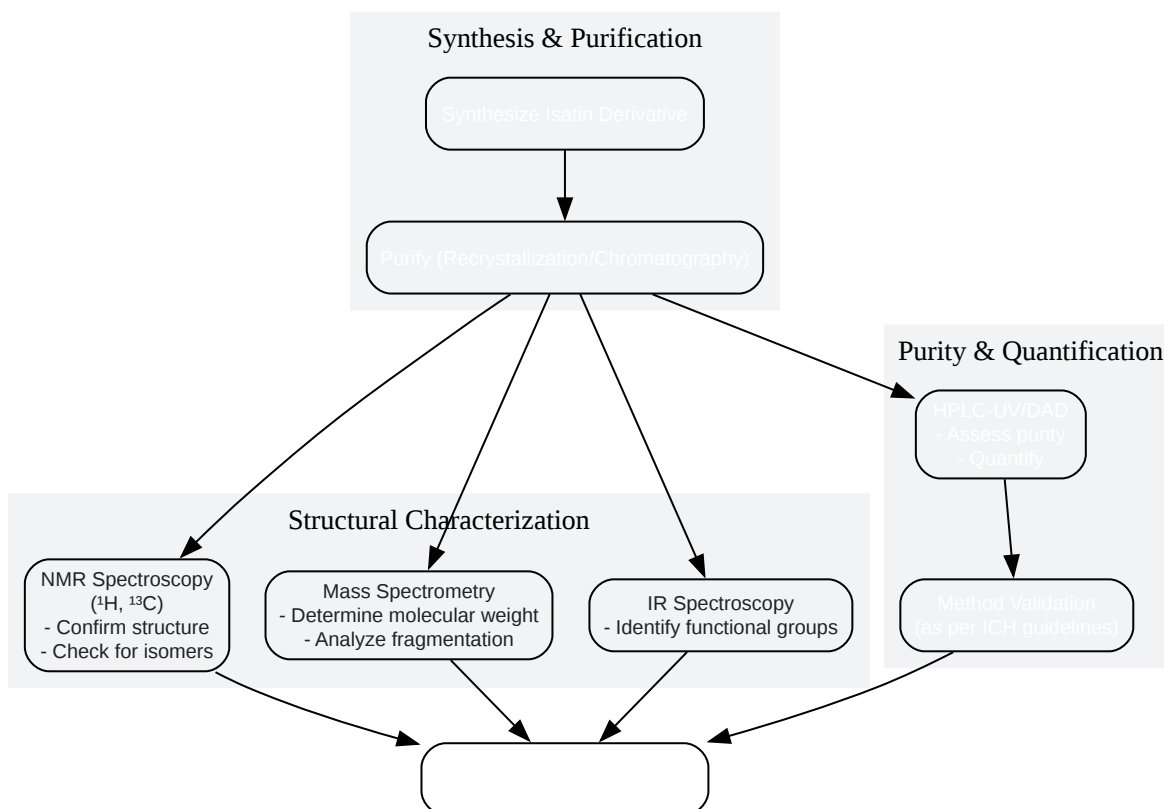 Synthesis & Purification
Synthesize Isatin Derivative
Purify (Recrystallization/Chromatography)
Purity & Quantification
HPLC-UV/DAD
- Assess purity
- Quantify
Method Validation
(as per ICH guidelines)
Structural Characterization
NMR Spectroscopy
(¹H, ¹³C)
- Confirm structure
- Check for isomers
Mass Spectrometry
- Determine molecular weight
- Analyze fragmentation
IR Spectroscopy
- Identify functional groups